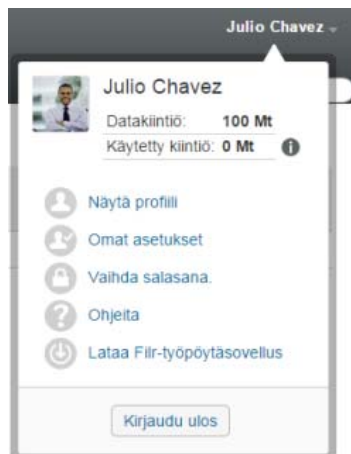 Julio Chavez
Julio Chavez
Datakiintiö: 100 Mt
Käytetty kiintiö: 0 Mt
Näytä profiili
Omat asetukset
Vaihda salasana.
Ohjeita
Lataa Filr-työpöytäsovellus
Kirjaudu ulos